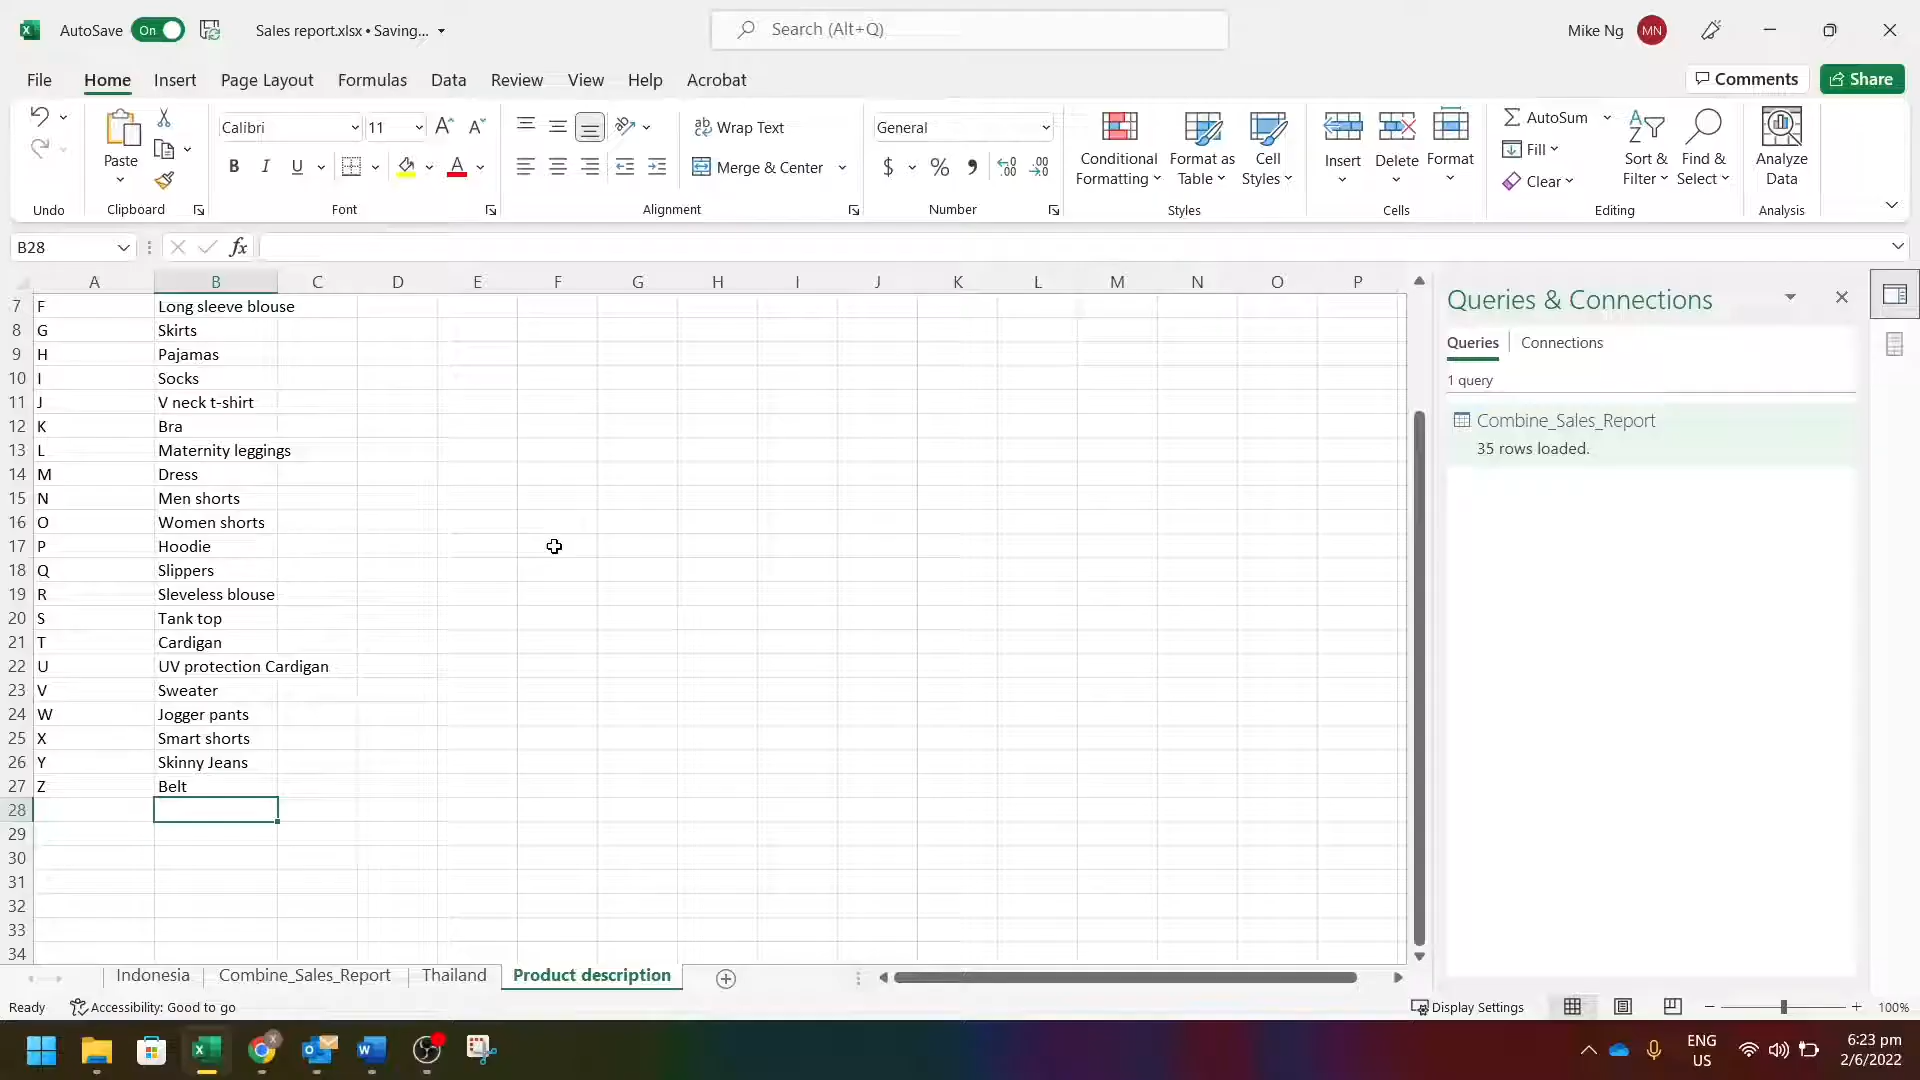 AutoSave On Sales report.xlsx • Saving... Search (Alt+Q) Mike Ng MN
File Home Insert Page Layout Formulas Data Review View Help Acrobat Comments Share
Undo
Paste
Clipboard
Calibri 11
B I U A
Font
ab Wrap Text
Merge & Center
Alignment
General
$ % 9 .00
Number
Conditional Formatting
Format as Table
Cell Styles
Styles
Insert
Delete
Format
Cells
AutoSum
Fill
Clear
Sort & Filter
Find & Select
Editing
Analyze Data
Analysis
B28 fx
A B C D E F G H I J K L M N O P
7 F Long sleeve blouse
8 G Skirts
9 H Pajamas
10 I Socks
11 J V neck t-shirt
12 K Bra
13 L Maternity leggings
14 M Dress
15 N Men shorts
16 O Women shorts
17 P Hoodie
18 Q Slippers
19 R Sleveless blouse
20 S Tank top
21 T Cardigan
22 U UV protection Cardigan
23 V Sweater
24 W Jogger pants
25 X Smart shorts
26 Y Skinny Jeans
27 Z Belt
28
29
30
31
32
33
34
Queries & Connections
Queries Connections
1 query
Combine_Sales_Report
35 rows loaded.
Indonesia Combine_Sales_Report Thailand Product description
Ready Accessibility: Good to go Display Settings 100%
ENG
US
6:23 pm
2/6/2022